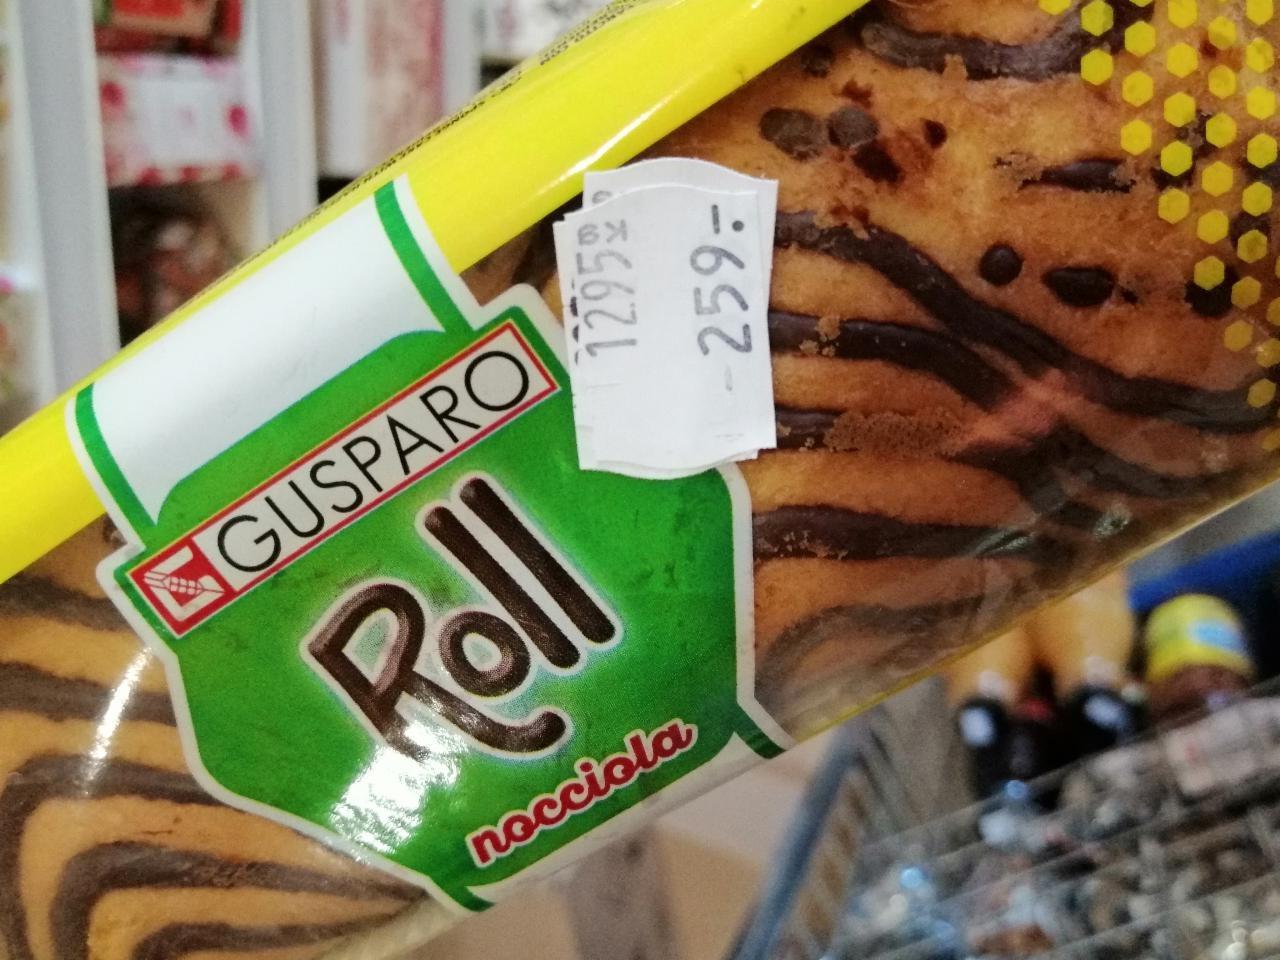 GUSPARO
Roll
nocciola
259.-
1295